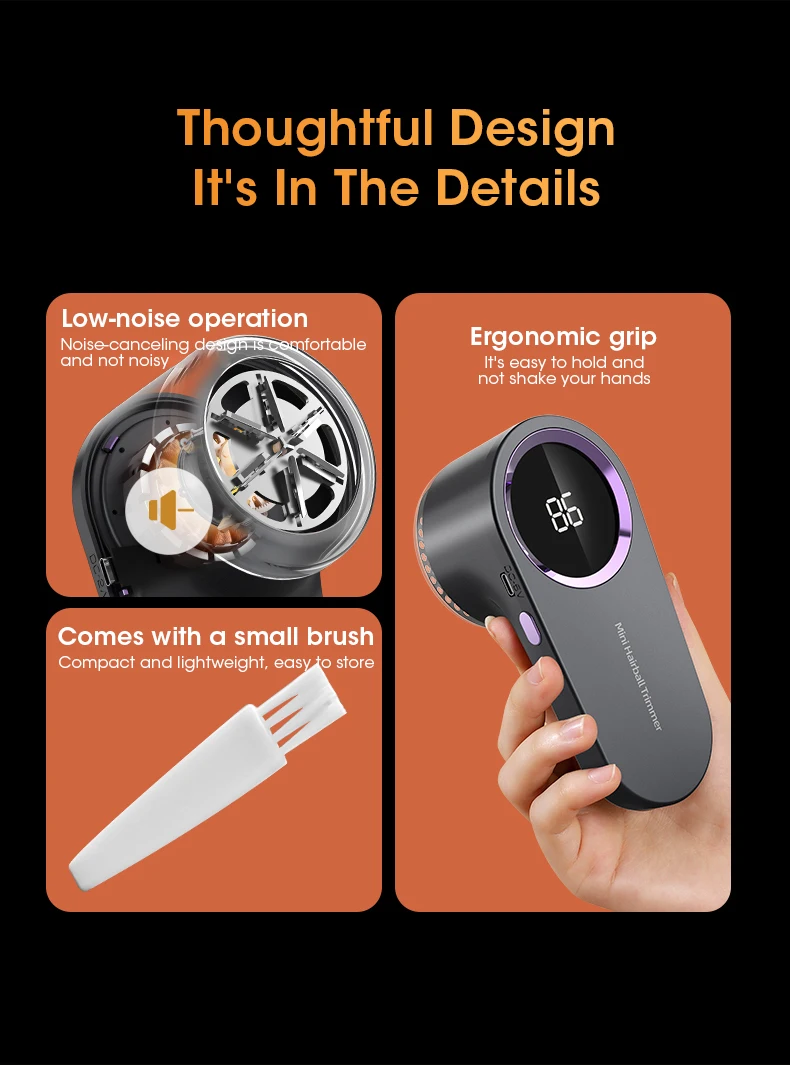 Thoughtful Design
It's In The Details
Low-noise operation
Noise-canceling design is comfortable
and not noisy
Ergonomic grip
It's easy to hold and
not shake your hands
86
DC:5V
Mini Hairball Trimmer
Comes with a small brush
Compact and lightweight, easy to store